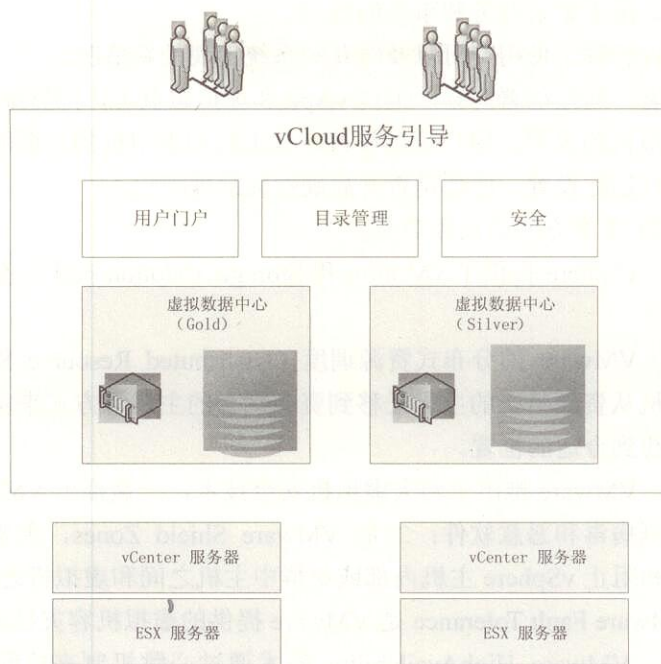 vCloud服务引导
用户门户
目录管理
安全
虚拟数据中心
（Gold）
虚拟数据中心
（Silver）
vCenter 服务器
vCenter 服务器
ESX 服务器
ESX 服务器